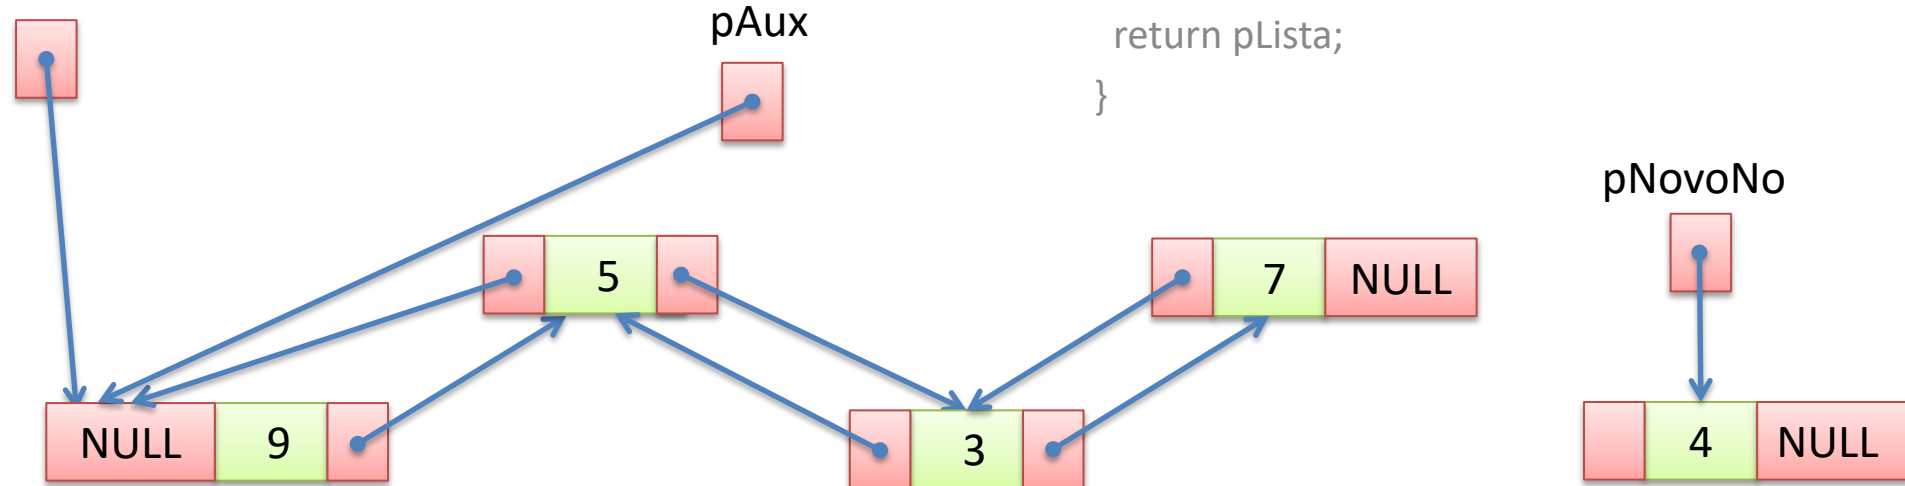 pAux
return pLista;
}
pNovoNo
5
7 NULL
NULL 9
3
4 NULL